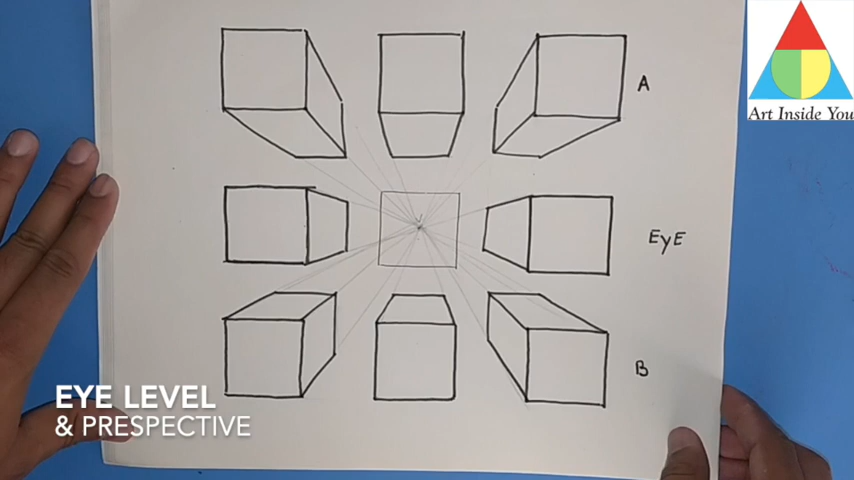 Art Inside You
A
EyE
B
EYE LEVEL
& PRESPECTIVE